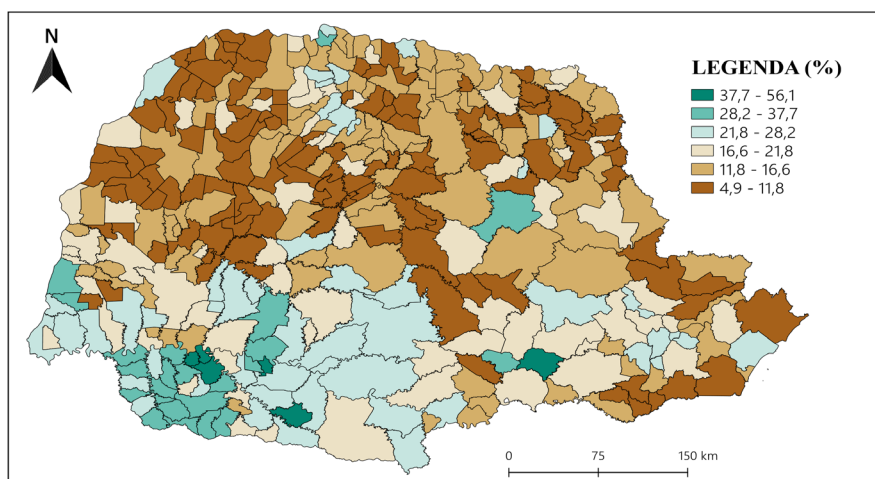 N
LEGENDA (%)
37,7 - 56,1
28,2 - 37,7
21,8 - 28,2
16,6 - 21,8
11,8 - 16,6
4,9 - 11,8
0 75 150 km